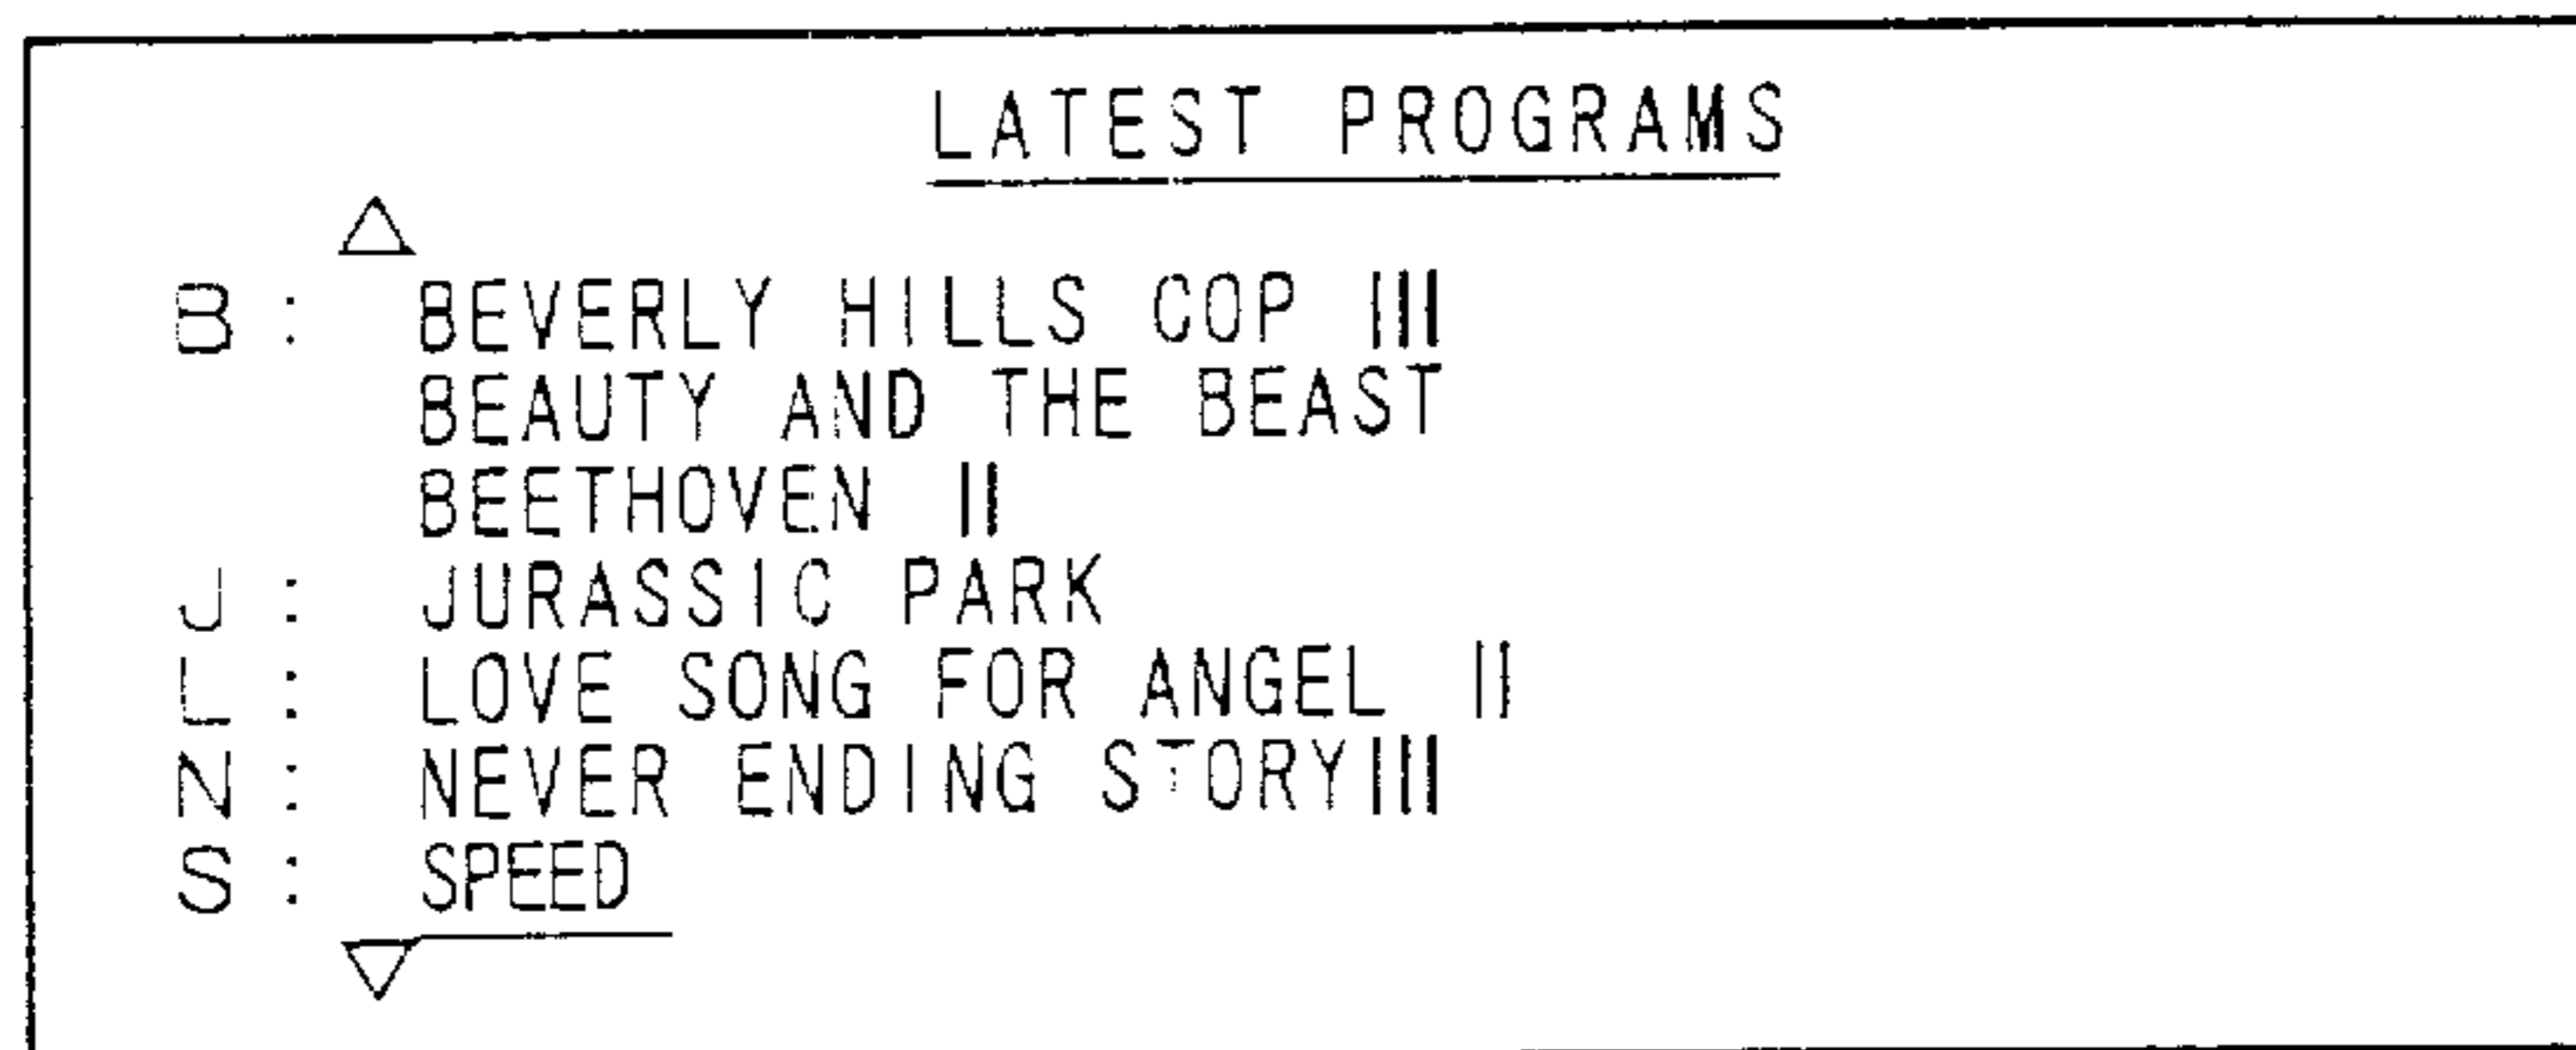 LATEST PROGRAMS
B : BEVERLY HILLS COP III
BEAUTY AND THE BEAST
BEETHOVEN II
J : JURASSIC PARK
L : LOVE SONG FOR ANGEL II
N : NEVER ENDING STORY III
S : SPEED